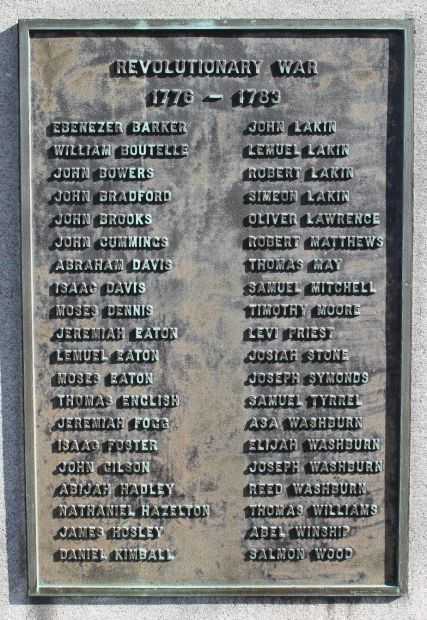 REVOLUTIONARY WAR
1776 — 1783
EBENEZER BARKER
WILLIAM BOUTELLE
JOHN BOWERS
JOHN BRADFORD
JOHN BROOKS
JOHN CUMMINGS
ABRAHAM DAVIS
ISAAC DAVIS
MOSES DENNIS
JEREMIAH EATON
LEMUEL EATON
MOSES EATON
THOMAS ENGLISH
JEREMIAH FOGG
ISAAC FOSTER
JOHN GILSON
ABIJAH HADLEY
NATHANIEL HAZELTON
JAMES HOSLEY
DANIEL KIMBALL
JOHN LAKIN
LEMUEL LAKIN
ROBERT LAKIN
SIMEON LAKIN
OLIVER LAWRENCE
ROBERT MATTHEWS
THOMAS MAY
SAMUEL MITCHELL
TIMOTHY MOORE
LEVI PRIEST
JOSIAH STONE
JOSEPH SYMONDS
SAMUEL TYRREL
ASA WASHBURN
ELIJAH WASHBURN
JOSEPH WASHBURN
REED WASHBURN
THOMAS WILLIAMS
ABEL WINSHIP
SALMON WOOD